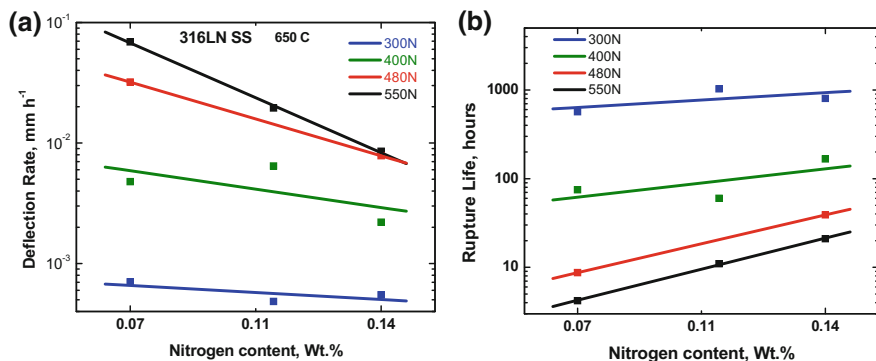 (a)
316LN SS 650 C
300N
400N
480N
550N
10⁻¹
10⁻²
10⁻³
Deflection Rate, mm h⁻¹
0.07 0.11 0.14
Nitrogen content, Wt.%
(b)
300N
400N
480N
550N
1000
100
10
Rupture Life, hours
0.07 0.11 0.14
Nitrogen content, Wt.%